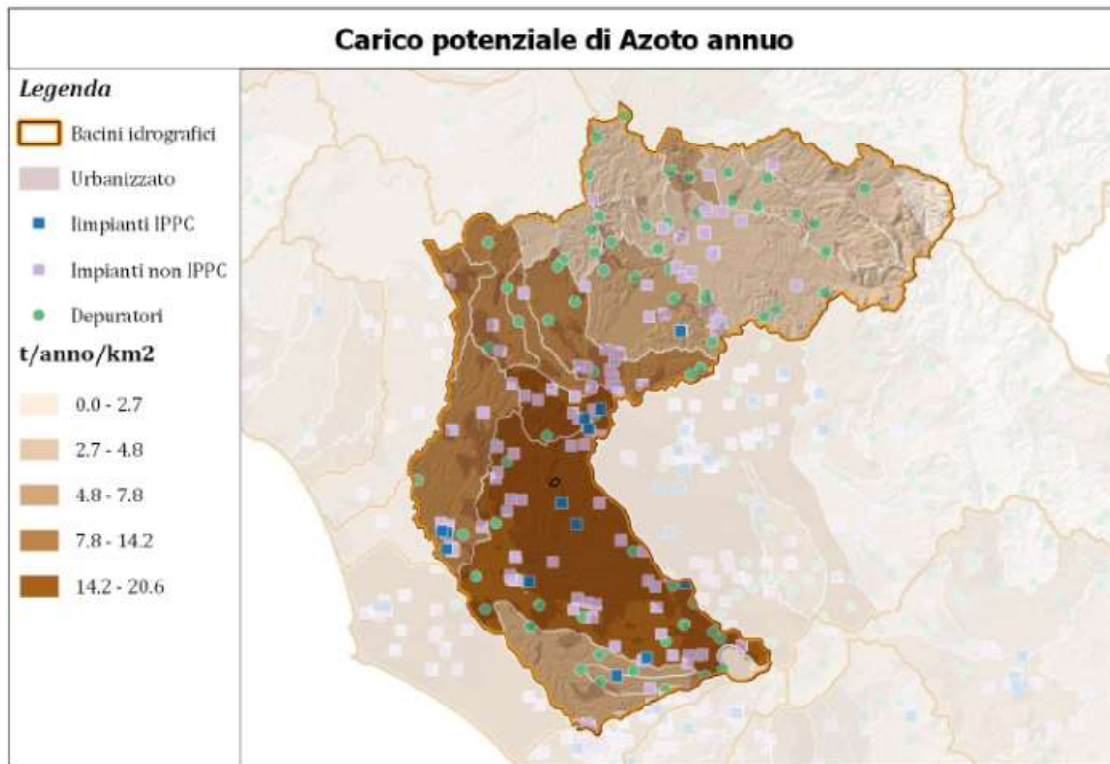 Carico potenziale di Azoto annuo
Legenda
Bacini idrografici
Urbanizzato
Iimpianti IPPC
Impianti non IPPC
Depuratori
t/anno/km2
0.0 - 2.7
2.7 - 4.8
4.8 - 7.8
7.8 - 14.2
14.2 - 20.6